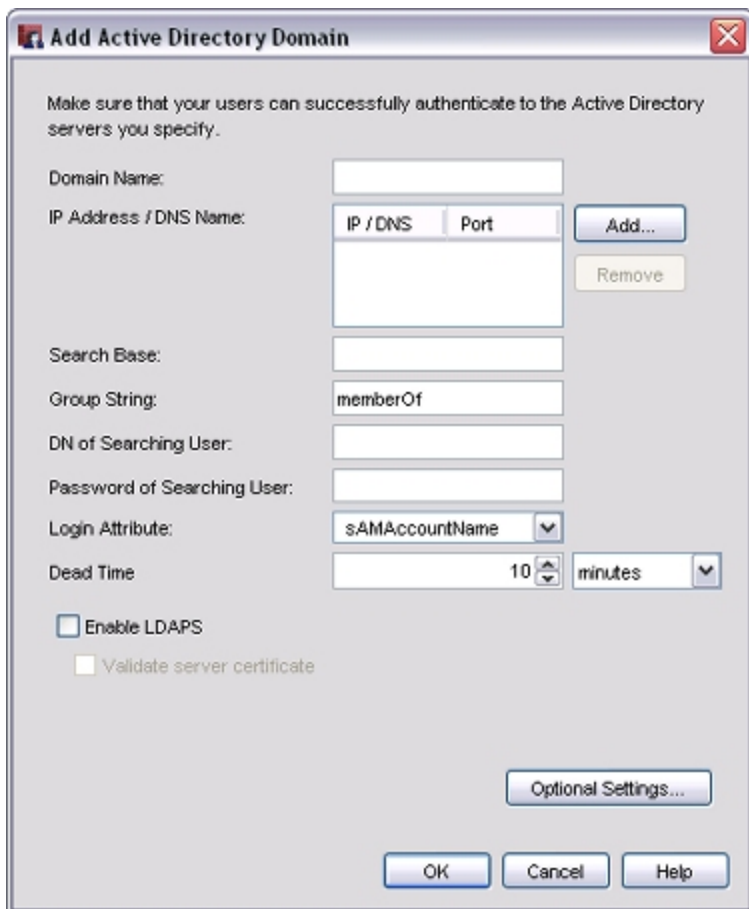 Add Active Directory Domain
Make sure that your users can successfully authenticate to the Active Directory
servers you specify.
Domain Name:
IP Address / DNS Name:
IP / DNS Port
Add...
Remove
Search Base:
Group String: memberOf
DN of Searching User:
Password of Searching User:
Login Attribute: sAMAccountName
Dead Time 10 minutes
Enable LDAPS
Validate server certificate
Optional Settings...
OK Cancel Help